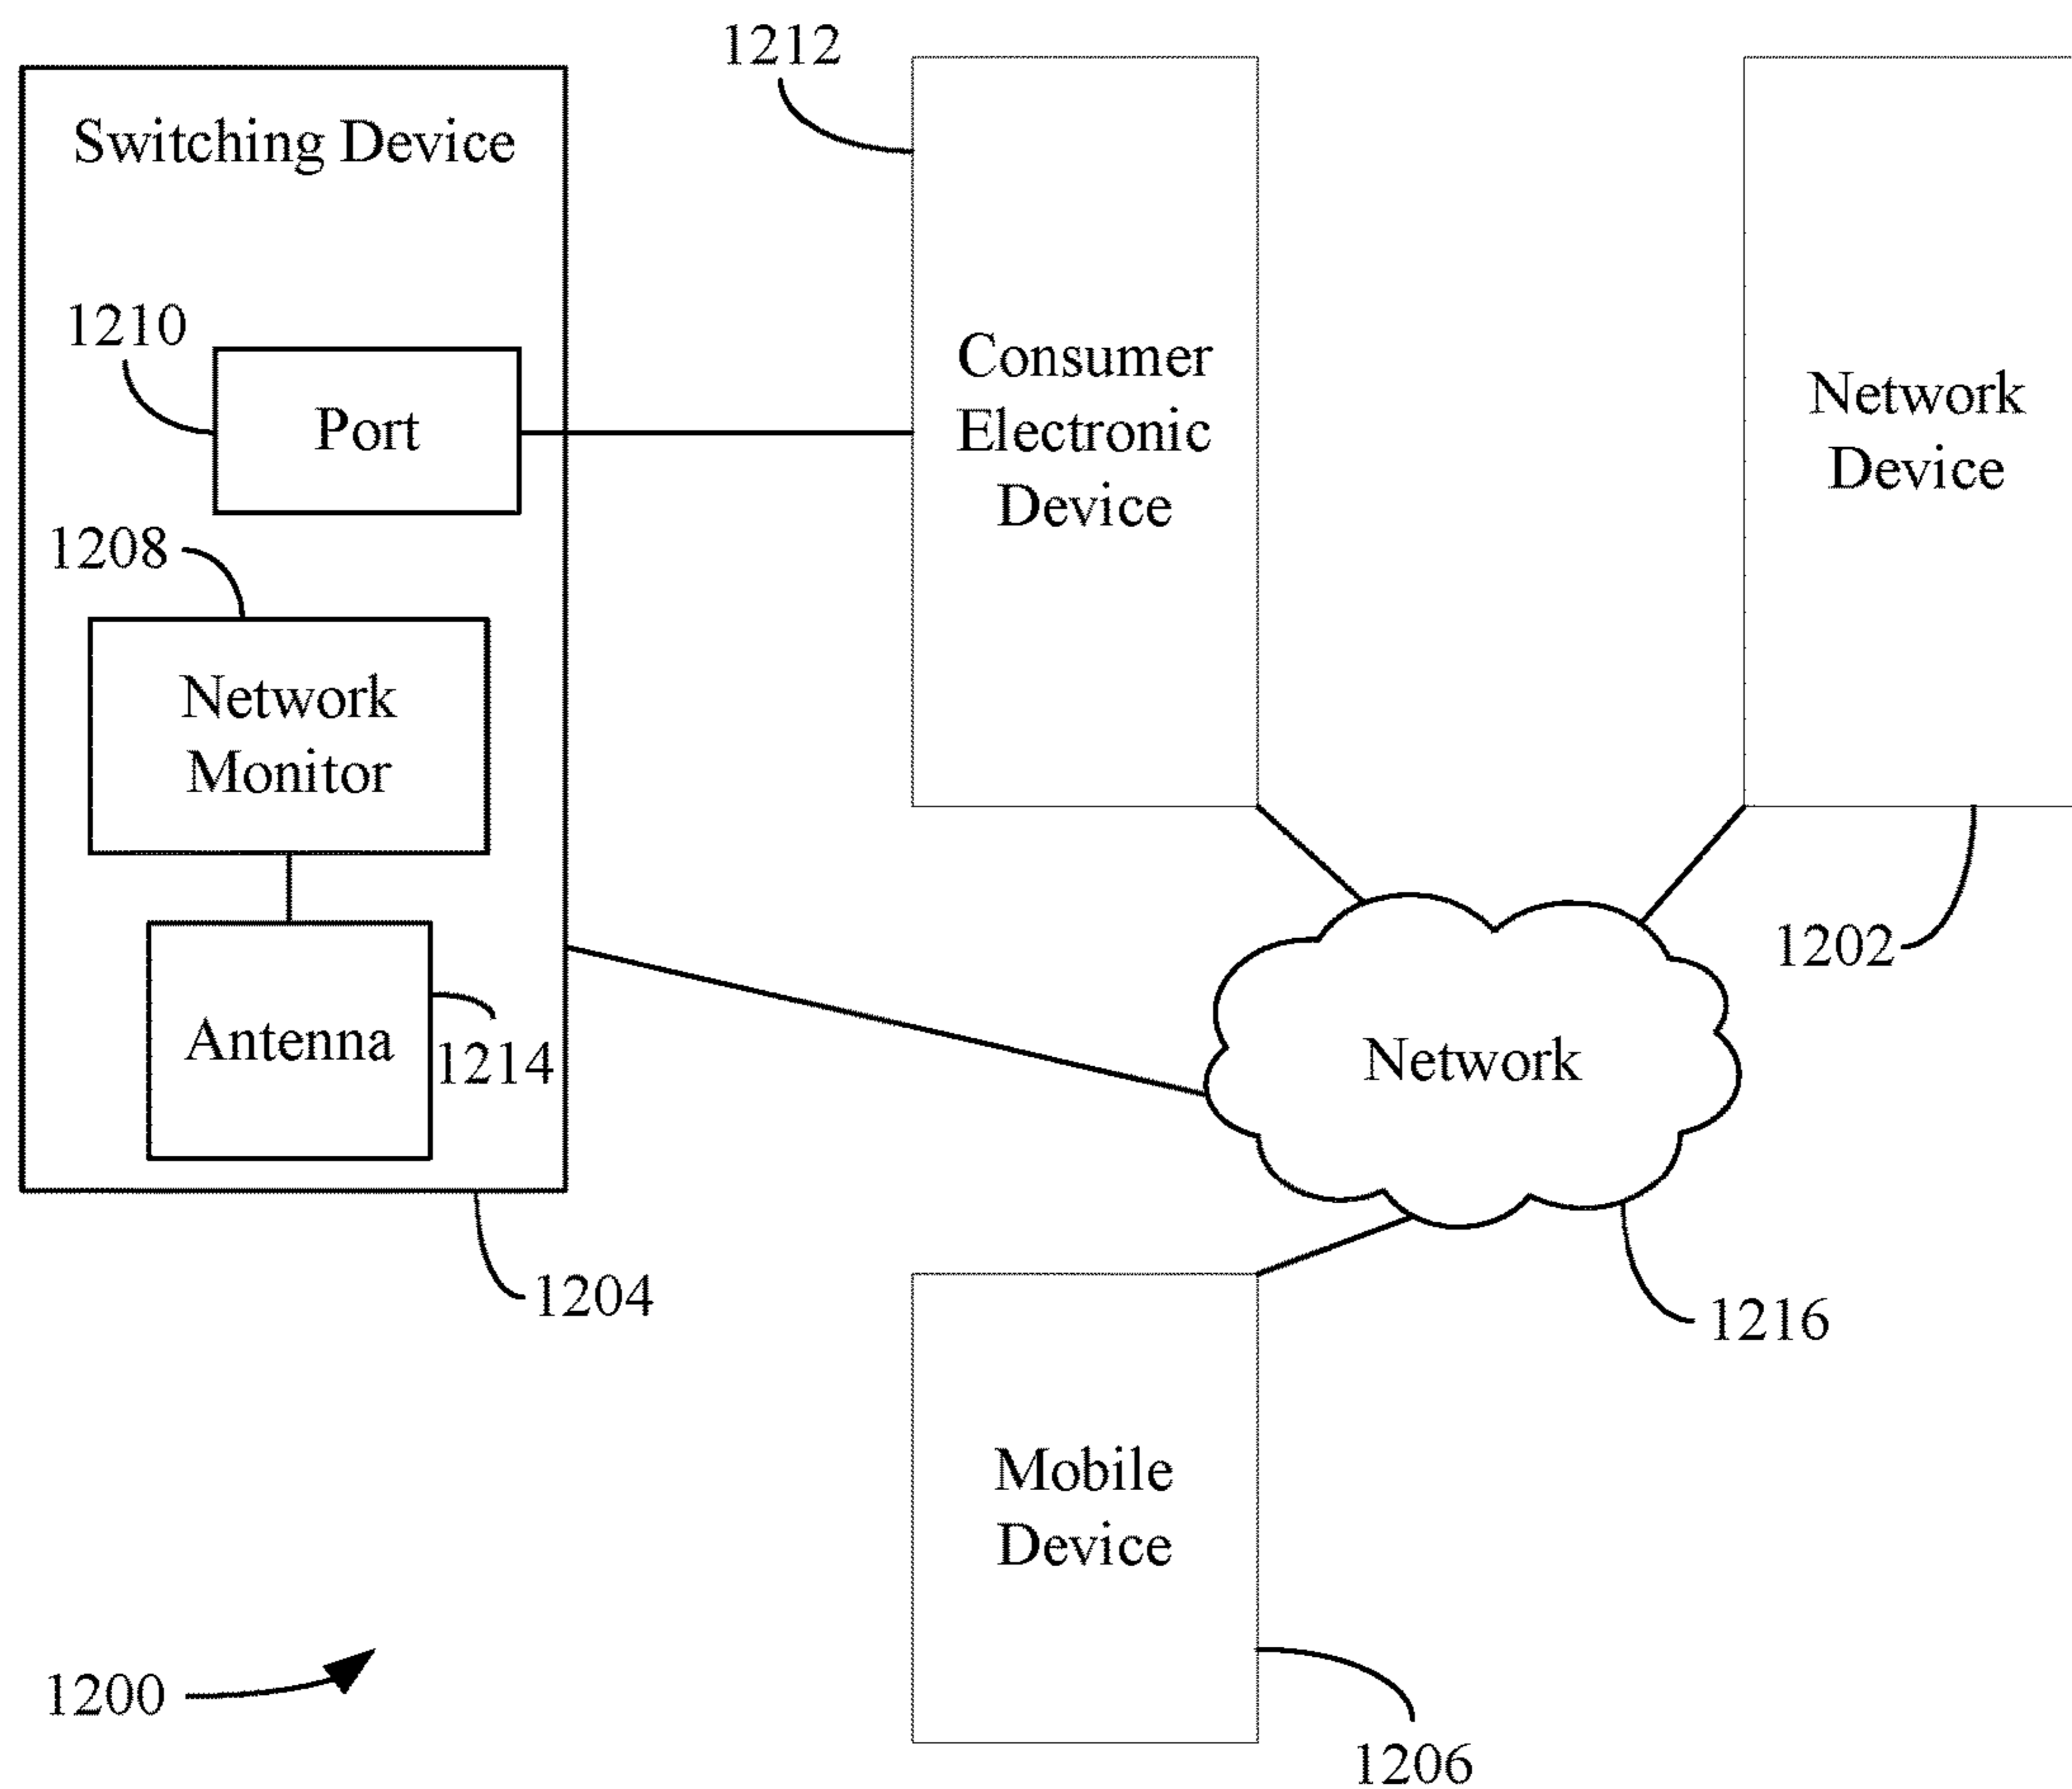 1212
Switching Device
1210
Port
Consumer
Electronic
Device
Network
Device
1208
Network
Monitor
Antenna
1214
1202
Network
1204
1216
Mobile
Device
1200
1206